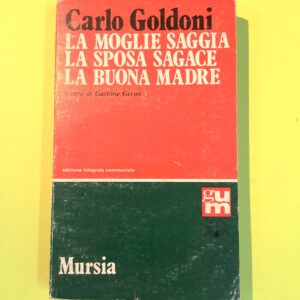 Carlo Goldoni
LA MOGLIE SAGGIA
LA SPOSA SAGACE
LA BUONA MADRE
a cura di Gastone Geron
edizione integrale commentata
gum
Mursia